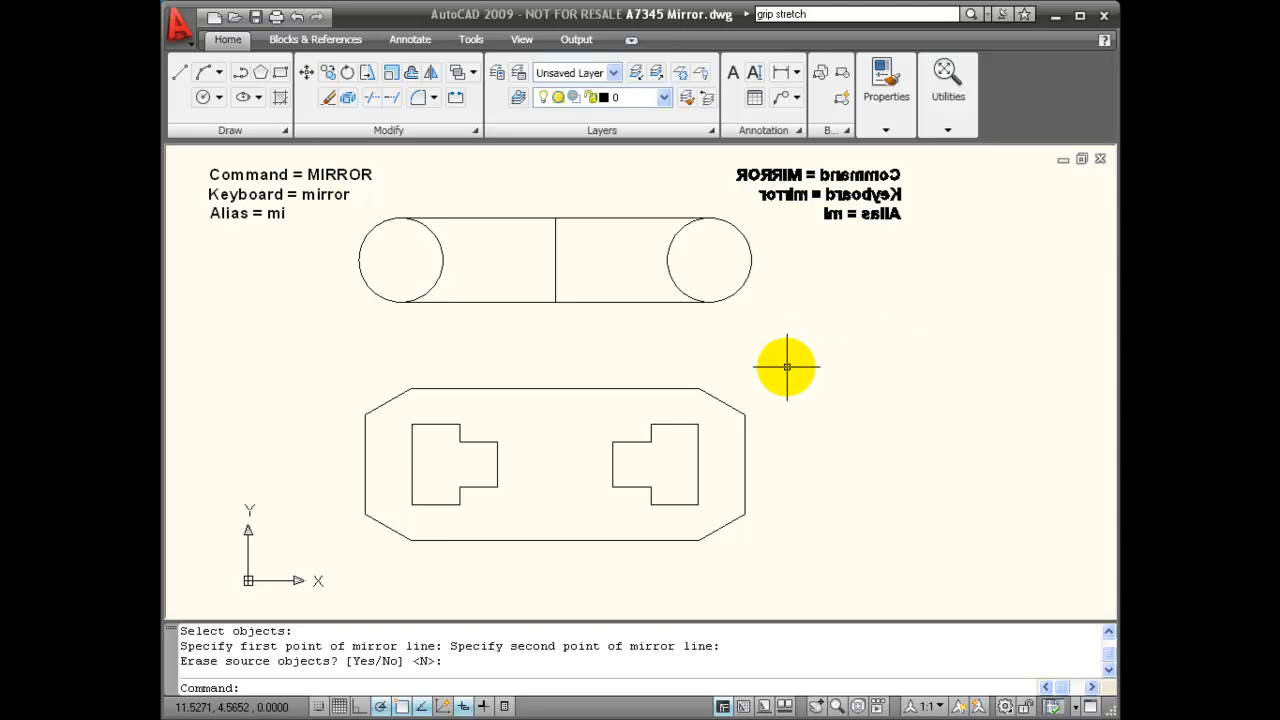 AutoCAD 2009 - NOT FOR RESALE A7345 Mirror.dwg
grip stretch
Home
Blocks & References
Annotate
Tools
View
Output
Unsaved Layer
0
Properties
Utilities
Draw
Modify
Layers
Annotation
B...
Command = MIRROR
Keyboard = mirror
Alias = mi
Command = MIRROR
Keyboard = mirror
Alias = mi
Y
X
Select objects:
Specify first point of mirror line: Specify second point of mirror line:
Erase source objects? [Yes/No] <N>:
Command:
11.5271, 4.5652, 0.0000
1:1